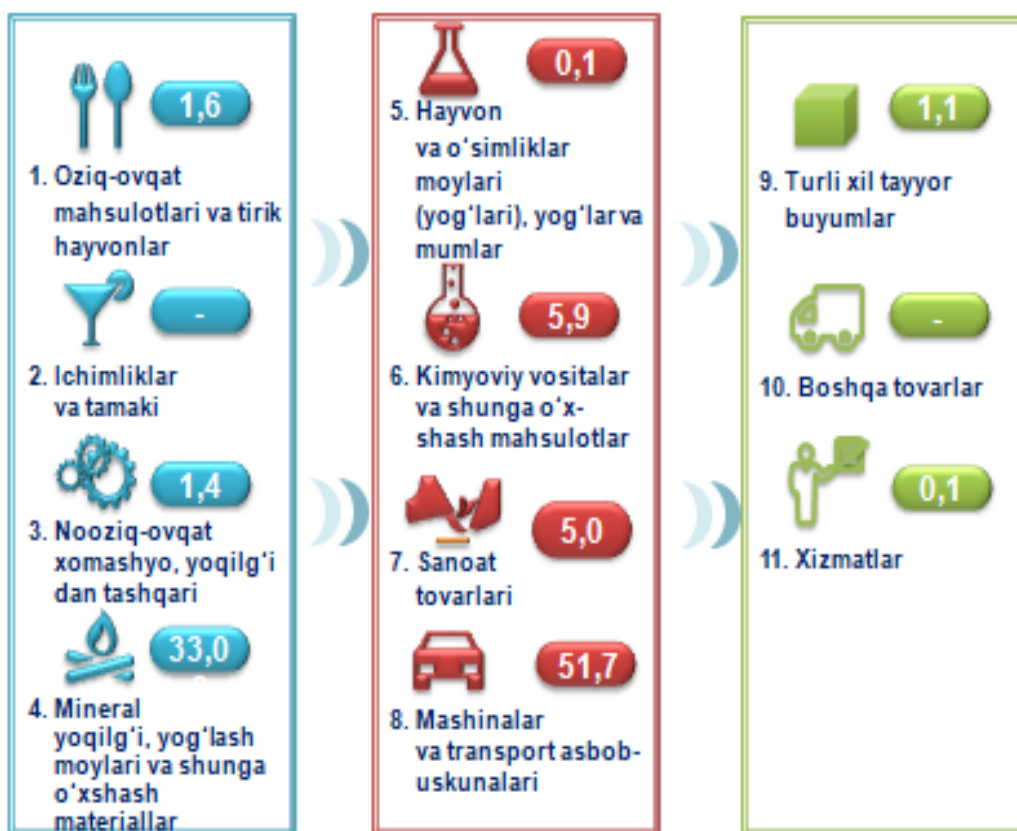 1,6
1. Oziq-ovqat
mahsulotlari va tirik
hayvonlar
-
2. Ichimliklar
va tamaki
1,4
3. Nooziq-ovqat
xomashyo, yoqilg‘i
dan tashqari
33,0
4. Mineral
yoqilg‘i, yog‘lash
moylari va shunga
o‘xshash
materiallar
0,1
5. Hayvon
va o‘simliklar
moylari
(yog‘lari), yog‘lar va
mumlar
5,9
6. Kimyoviy vositalar
va shunga o‘x-
shash mahsulotlar
5,0
7. Sanoat
tovarlari
51,7
8. Mashinalar
va transport asbob-
uskunalari
1,1
9. Turli xil tayyor
buyumlar
-
10. Boshqa tovarlar
0,1
11. Xizmatlar